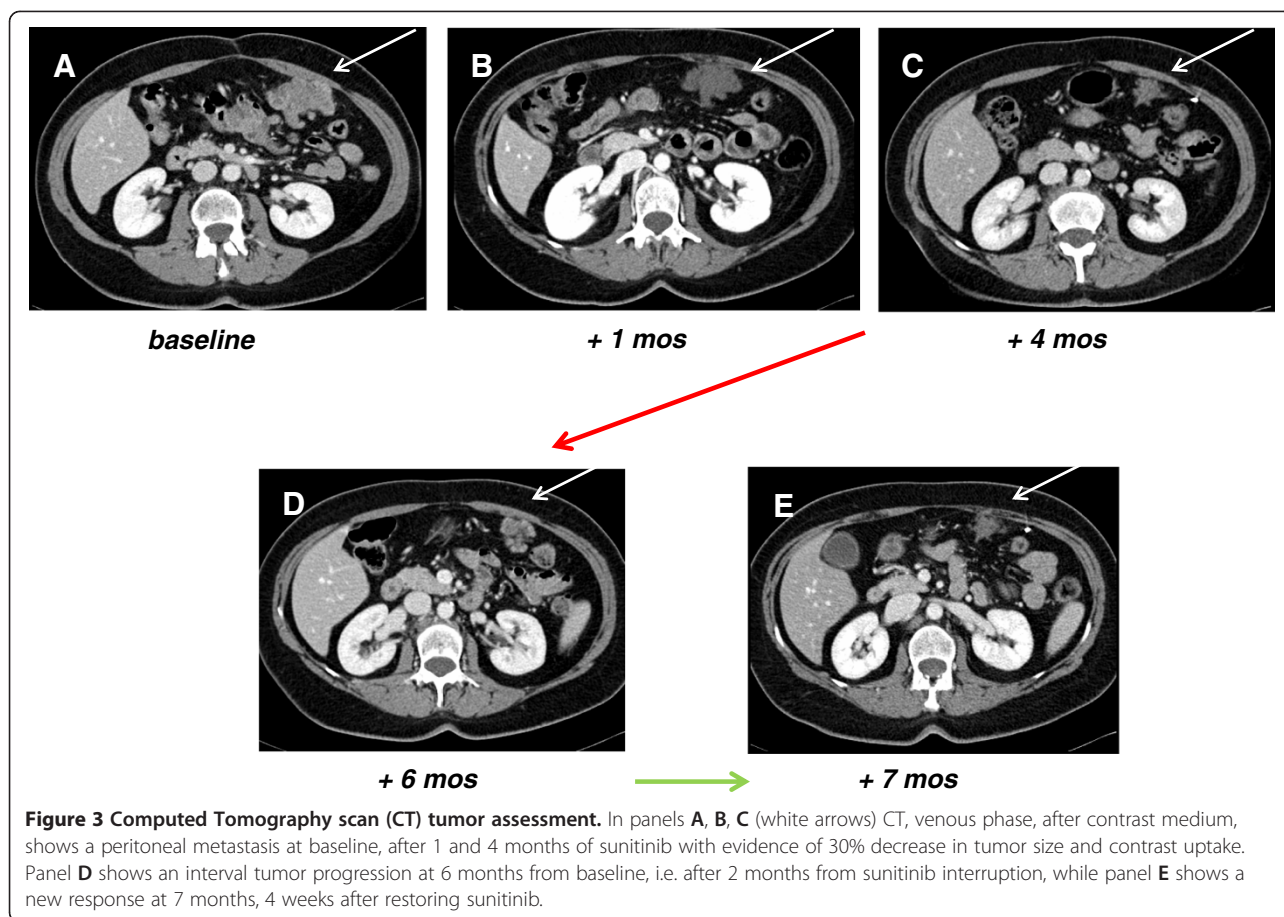 A
B
C
baseline
+ 1 mos
+ 4 mos
D
E
+ 6 mos
+ 7 mos
Figure 3 Computed Tomography scan (CT) tumor assessment. In panels A, B, C (white arrows) CT, venous phase, after contrast medium,
shows a peritoneal metastasis at baseline, after 1 and 4 months of sunitinib with evidence of 30% decrease in tumor size and contrast uptake.
Panel D shows an interval tumor progression at 6 months from baseline, i.e. after 2 months from sunitinib interruption, while panel E shows a
new response at 7 months, 4 weeks after restoring sunitinib.